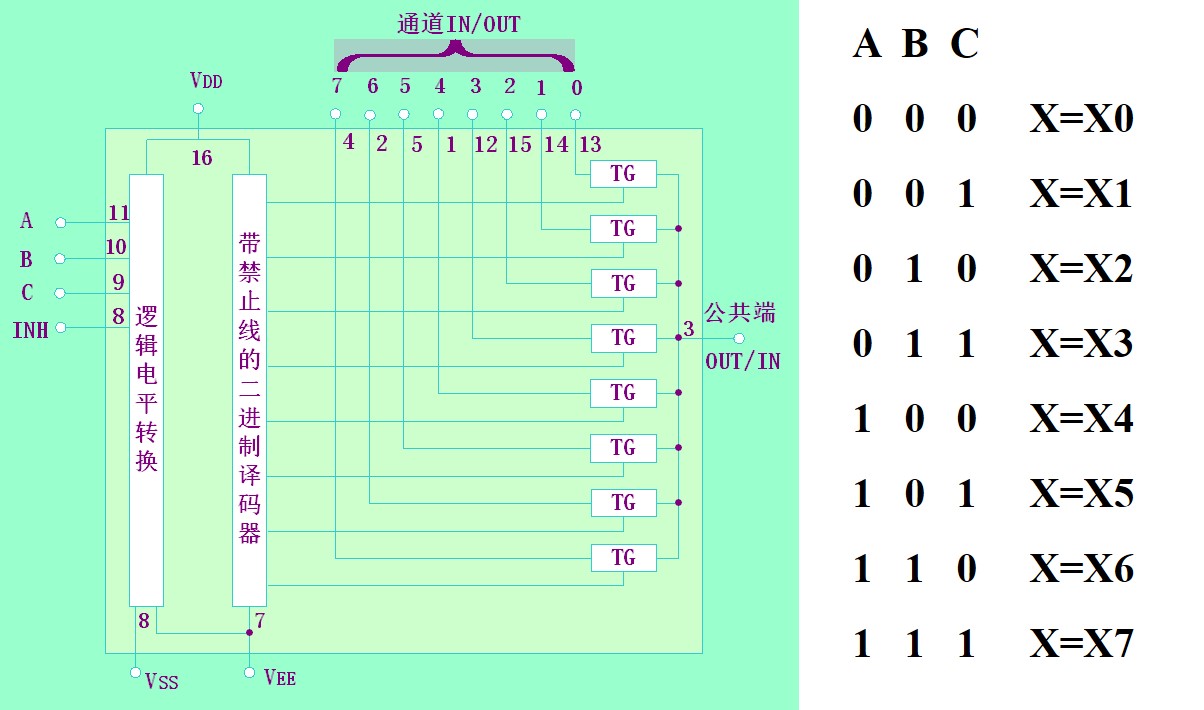 通道IN/OUT
VDD
7 6 5 4 3 2 1 0
16
4 2 5 1 12 15 14 13
A 11
B 10
C 9
INH 8
逻辑电平转换
带禁止线的二进制译码器
TG
TG
TG
TG
TG
TG
TG
TG
3 公共端
OUT/IN
8 7
VSS VEE
A B C
0 0 0 X=X0
0 0 1 X=X1
0 1 0 X=X2
0 1 1 X=X3
1 0 0 X=X4
1 0 1 X=X5
1 1 0 X=X6
1 1 1 X=X7